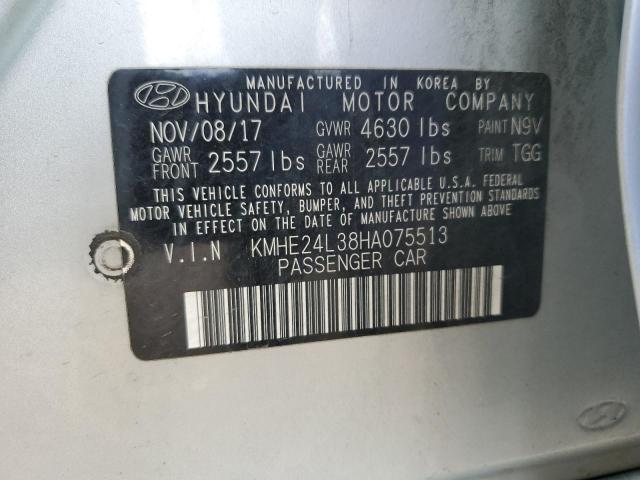 MANUFACTURED IN KOREA BY
HYUNDAI MOTOR COMPANY
NOV/08/17 GVWR 4630 lbs PAINT N9V
GAWR FRONT 2557 lbs GAWR REAR 2557 lbs TRIM TGG
THIS VEHICLE CONFORMS TO ALL APPLICABLE U.S.A. FEDERAL
MOTOR VEHICLE SAFETY, BUMPER, AND THEFT PREVENTION STANDARDS
IN EFFECT ON THE DATE OF MANUFACTURE SHOWN ABOVE.
V.I.N KMHE24L38HA075513
PASSENGER CAR